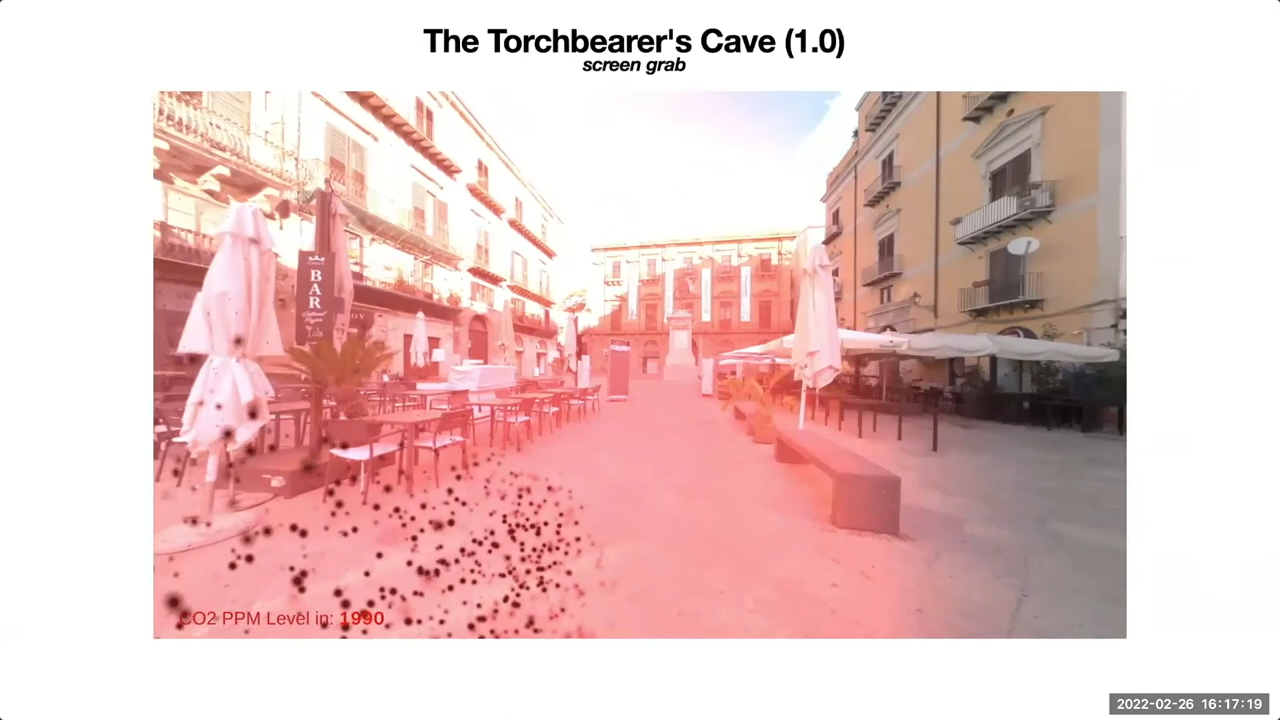 The Torchbearer's Cave (1.0)
screen grab
BAR
CO2 PPM Level in: 1990
2022-02-26 16:17:19